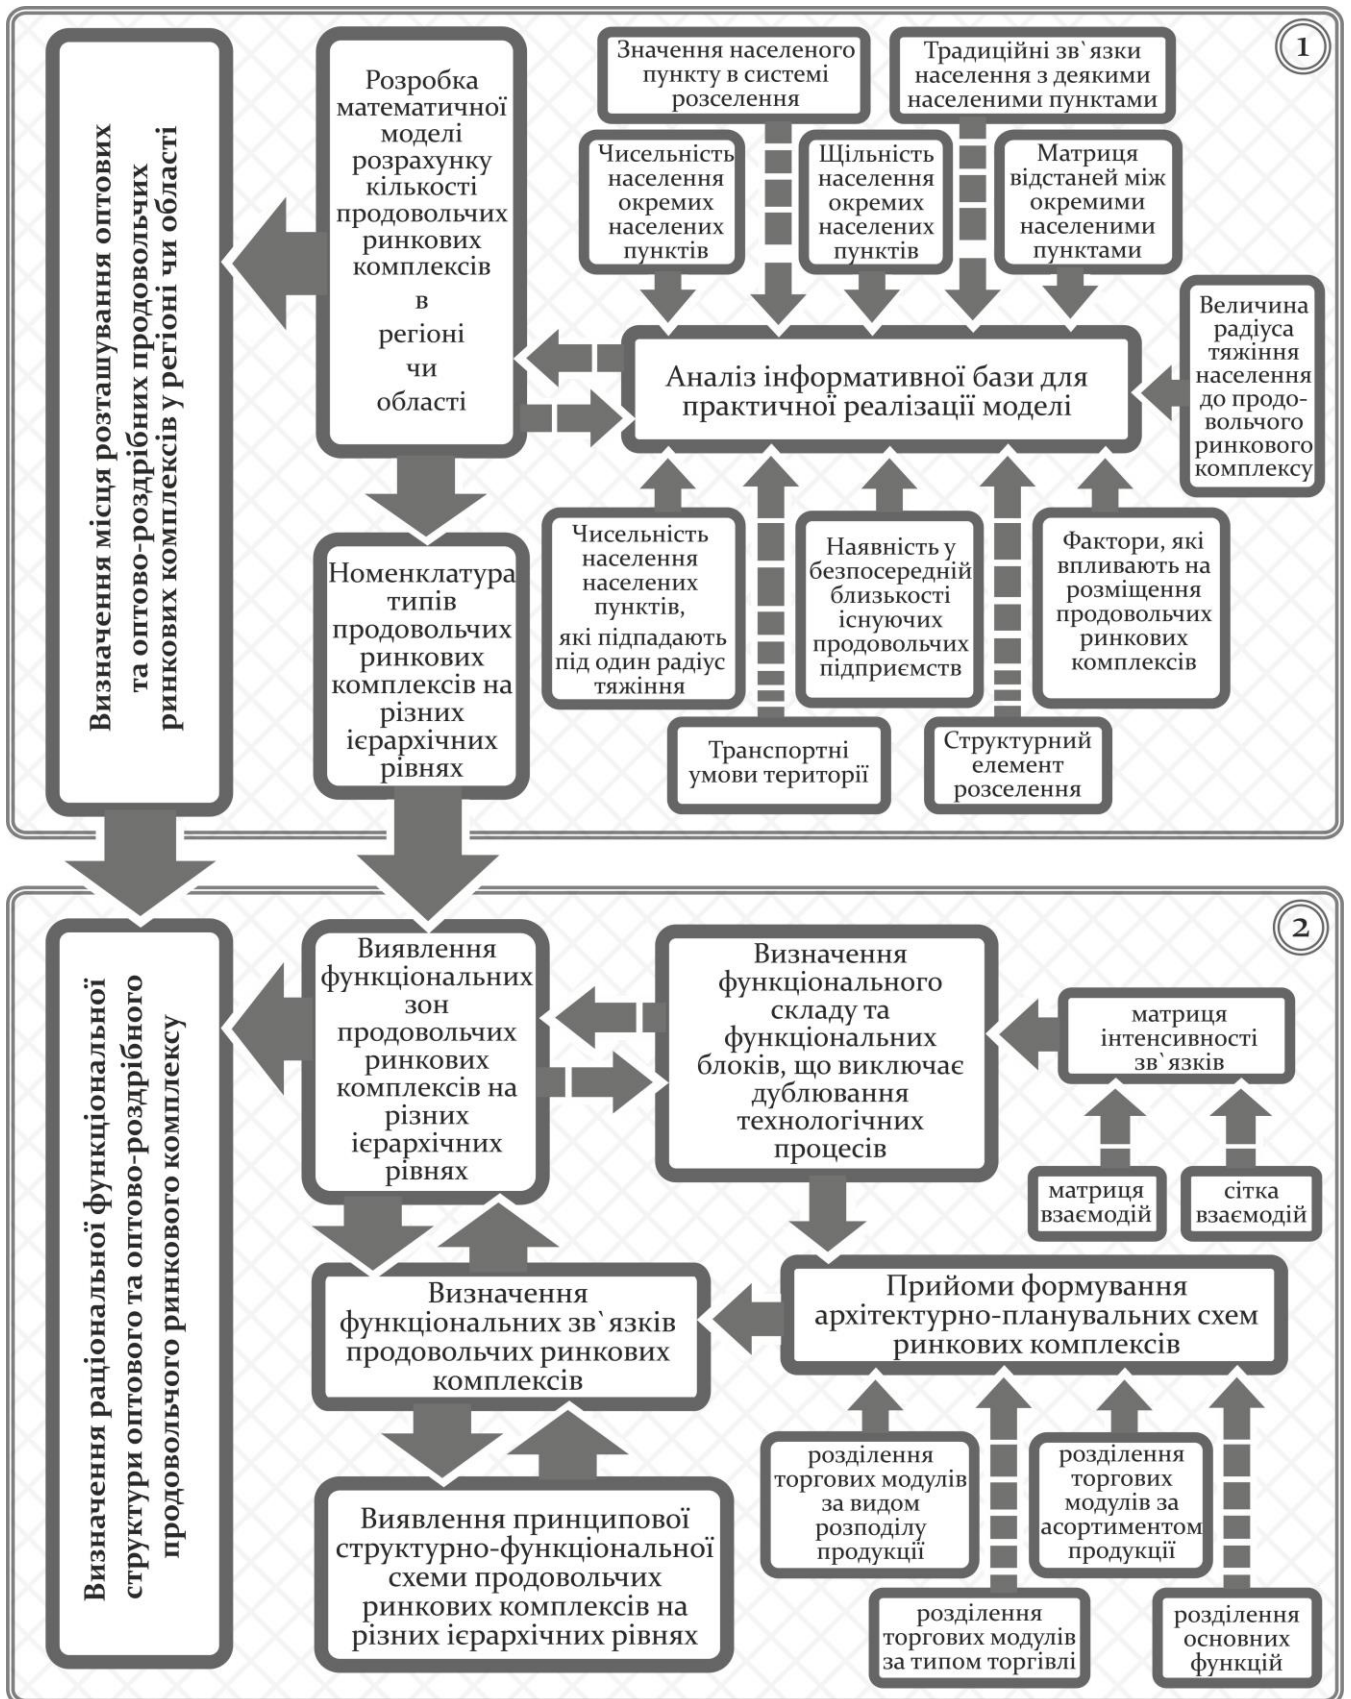 1
Визначення місця розташування оптових
та оптово-роздрібних продовольчих
ринкових комплексів у регіоні чи області
Розробка
математичної
моделі
розрахунку
кількості
продовольчих
ринкових
комплексів
в
регіоні
чи
області
Значення населеного
пункту в системі
розселення
Традиційні зв`язки
населення з деякими
населеними пунктами
Чисельність
населення
окремих
населених
пунктів
Щільність
населення
окремих
населених
пунктів
Матриця
відстаней між
окремими
населеними
пунктами
Величина
радіуса
тяжіння
населення
до продо-
вольчого
ринкового
комплексу
Аналіз інформативної бази для
практичної реалізації моделі
Номенклатура
типів
продовольчих
ринкових
комплексів на
різних
ієрархічних
рівнях
Чисельність
населення
населених
пунктів,
які підпадають
під один радіус
тяжіння
Наявність у
безпосередній
близькості
існуючих
продовольчих
підприємств
Фактори, які
впливають на
розміщення
продовольчих
ринкових
комплексів
Транспортні
умови території
Структурний
елемент
розселення
2
Визначення раціональної функціональної
структури оптового та оптово-роздрібного
продовольчого ринкового комплексу
Виявлення
функціональних
зон
продовольчих
ринкових
комплексів на
різних
ієрархічних
рівнях
Визначення
функціонального
складу та
функціональних
блоків, що виключає
дублювання
технологічних
процесів
матриця
інтенсивності
зв`язків
матриця
взаємодій
сітка
взаємодій
Визначення
функціональних зв`язків
продовольчих ринкових
комплексів
Прийоми формування
архітектурно-планувальних схем
ринкових комплексів
Виявлення принципової
структурно-функціональної
схеми продовольчих
ринкових комплексів на
різних ієрархічних рівнях
розділення
торгових модулів
за видом
розподілу
продукції
розділення
торгових
модулів за
асортиментом
продукції
розділення
торгових модулів
за типом торгівлі
розділення
основних
функцій